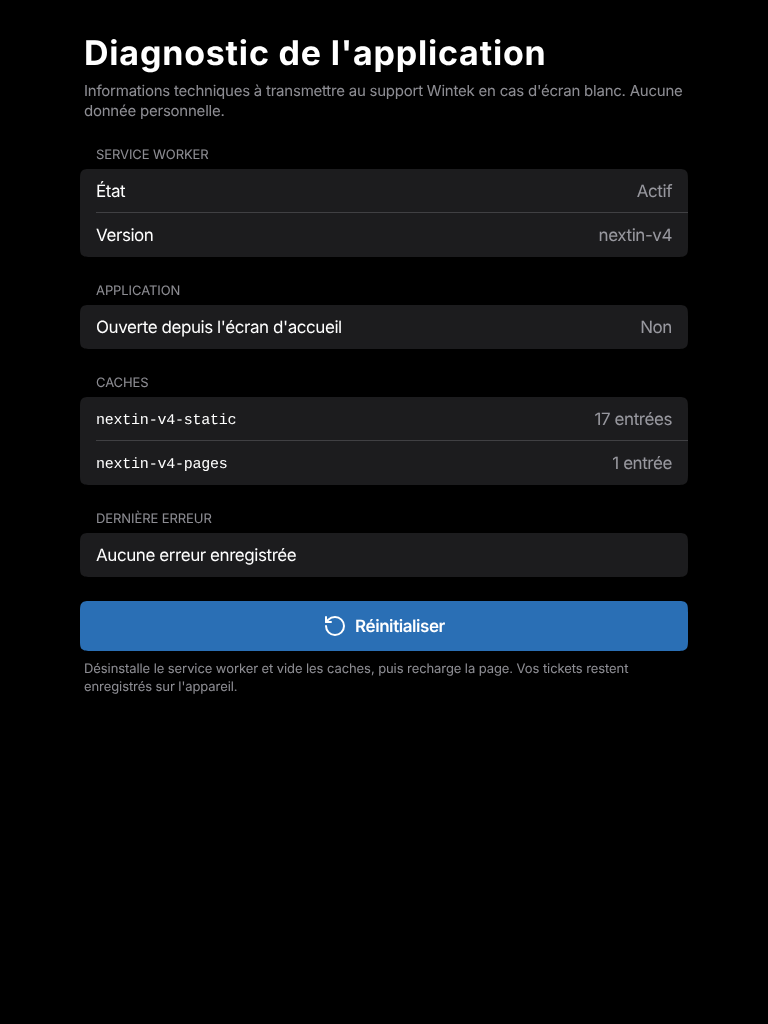 Diagnostic de l'application
Informations techniques à transmettre au support Wintek en cas d'écran blanc. Aucune
donnée personnelle.
SERVICE WORKER
État Actif
Version nextin-v4
APPLICATION
Ouverte depuis l'écran d'accueil Non
CACHES
nextin-v4-static 17 entrées
nextin-v4-pages 1 entrée
DERNIÈRE ERREUR
Aucune erreur enregistrée
Réinitialiser
Désinstalle le service worker et vide les caches, puis recharge la page. Vos tickets restent
enregistrés sur l'appareil.